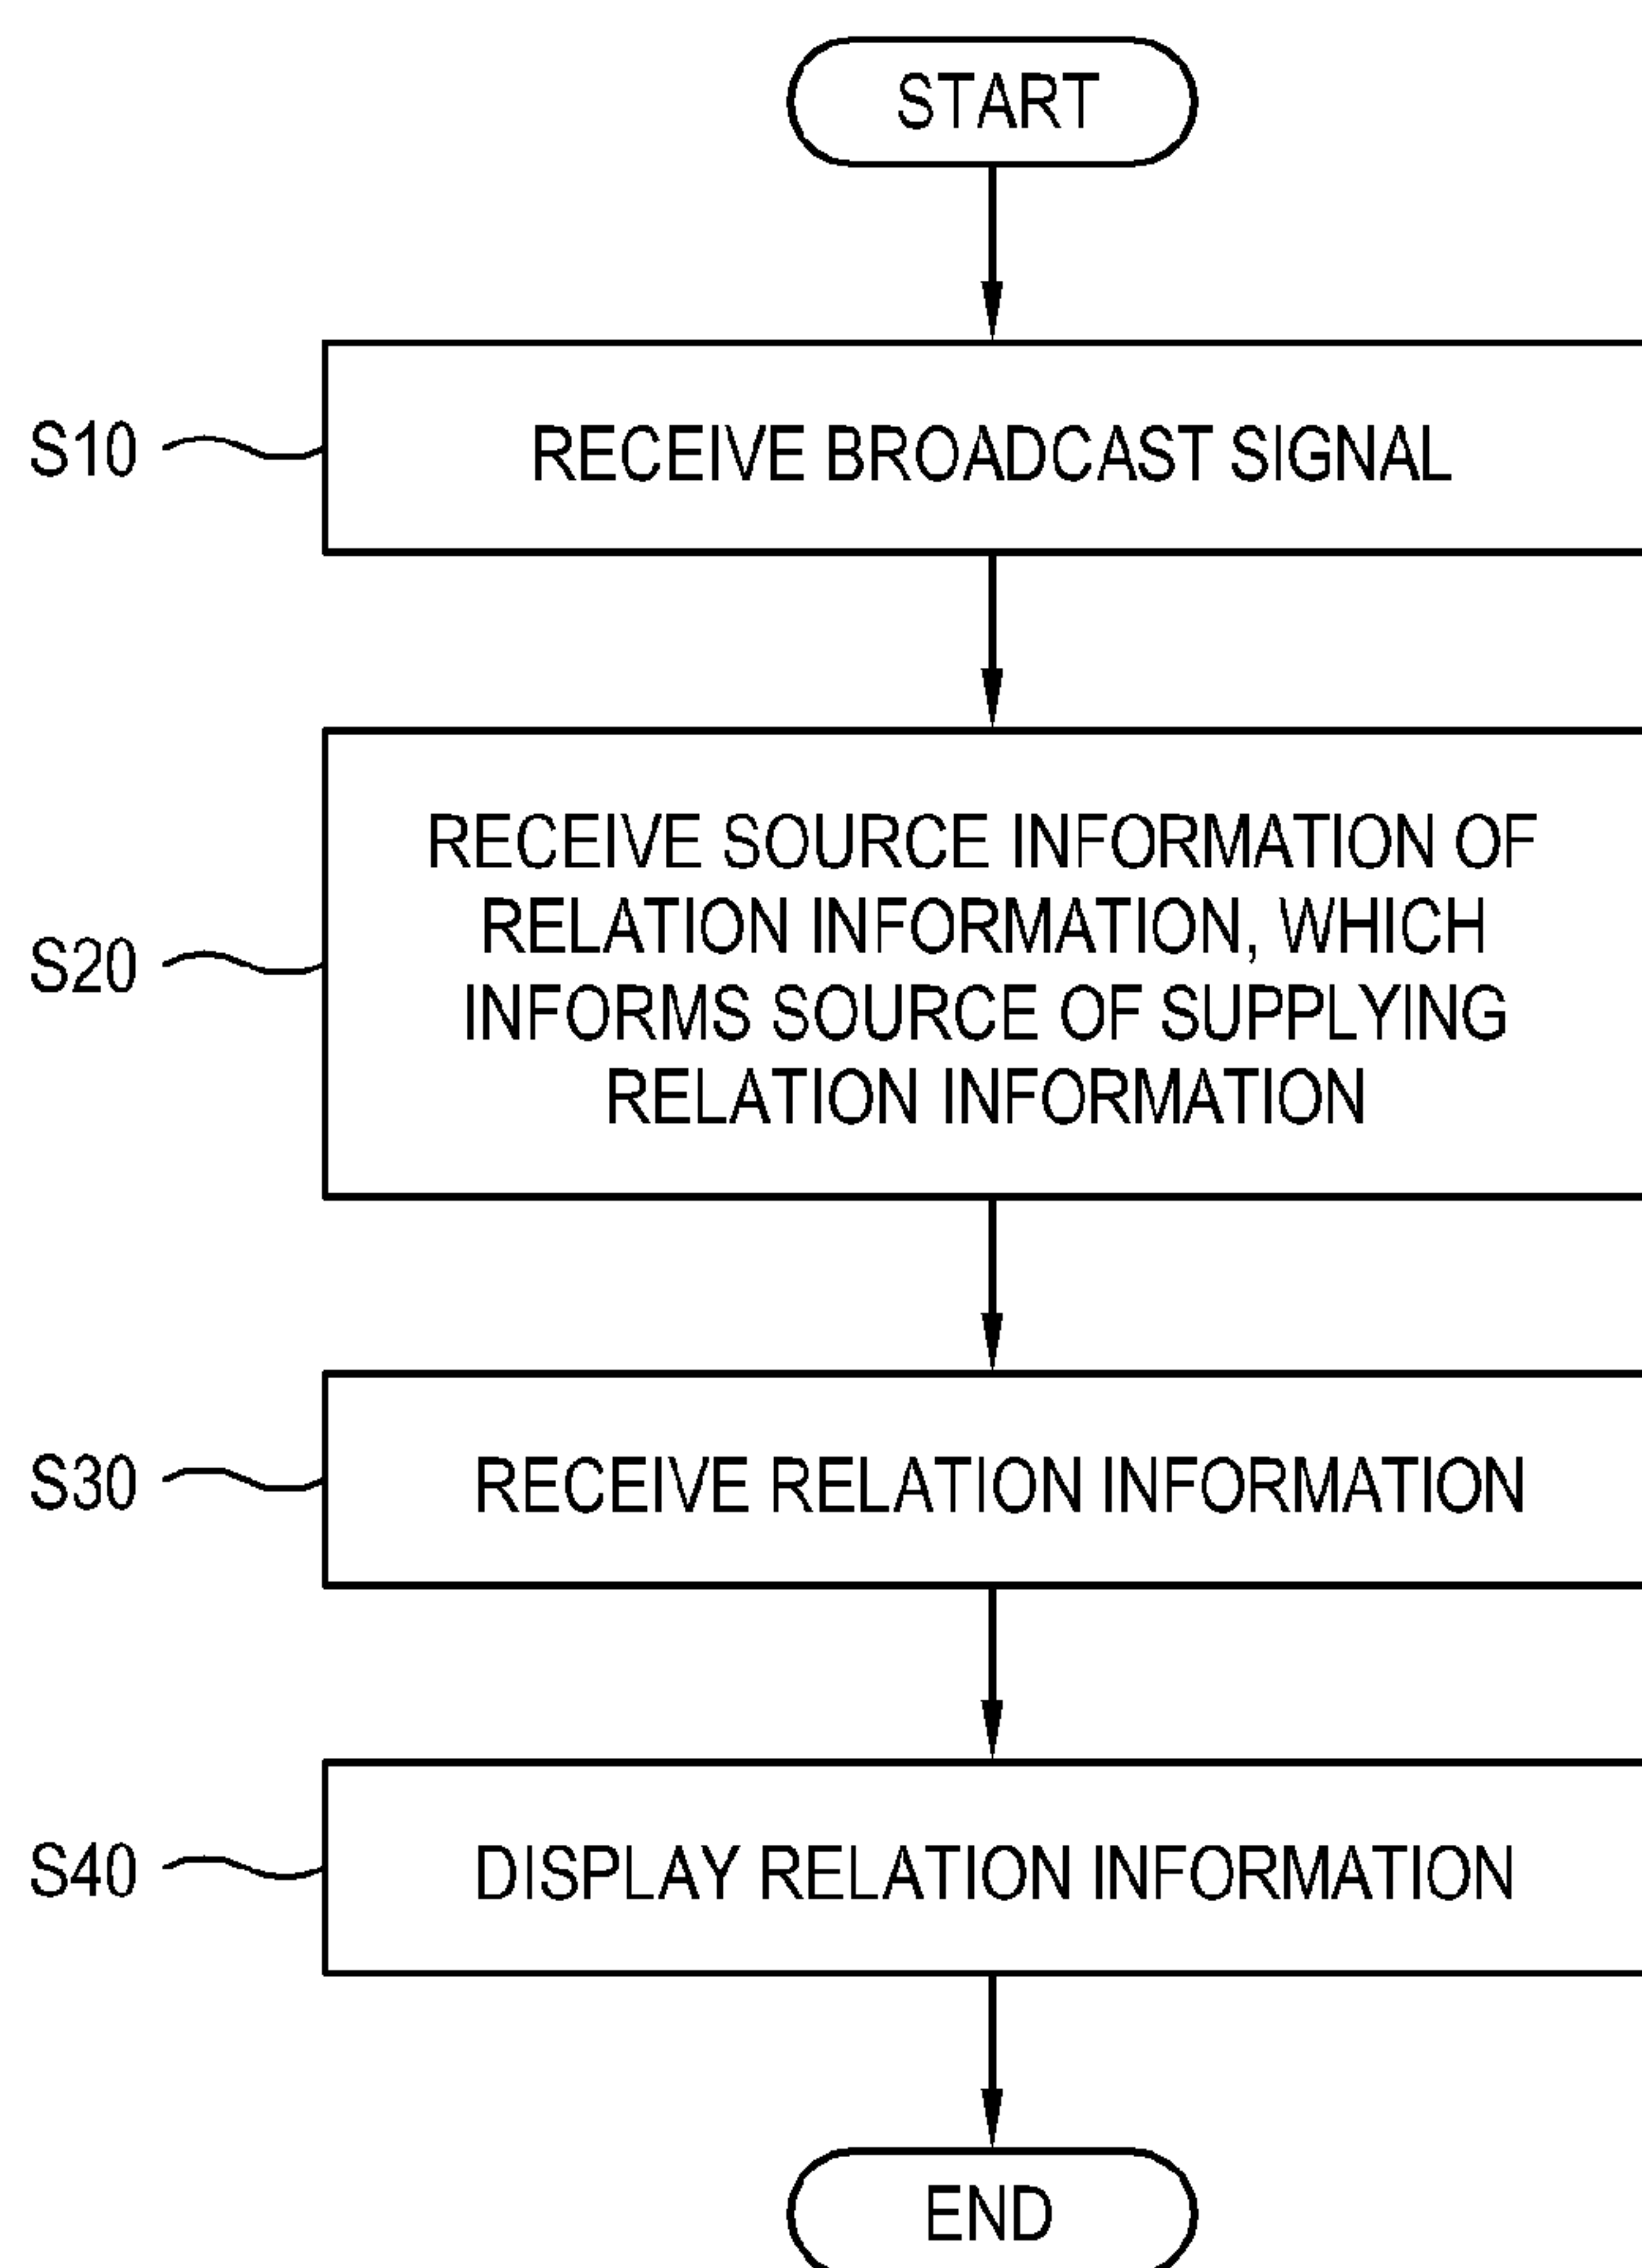 START
S10
RECEIVE BROADCAST SIGNAL
S20
RECEIVE SOURCE INFORMATION OF
RELATION INFORMATION, WHICH
INFORMS SOURCE OF SUPPLYING
RELATION INFORMATION
S30
RECEIVE RELATION INFORMATION
S40
DISPLAY RELATION INFORMATION
END